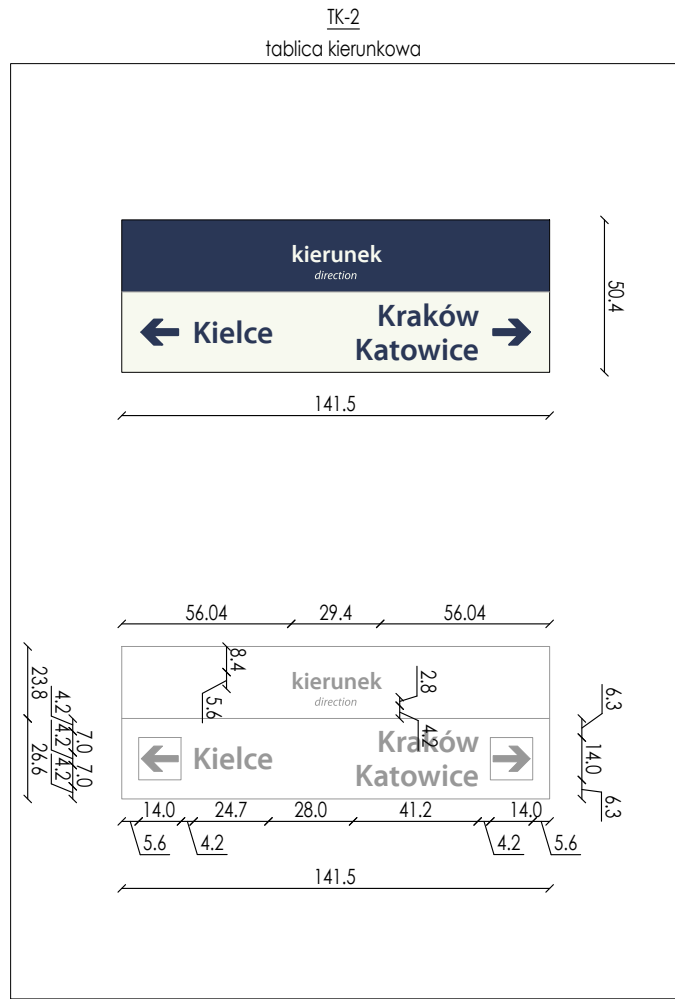 TK-2
tablica kierunkowa
kierunek
direction
Kielce
Kraków
Katowice
50.4
141.5
56.04 29.4 56.04
8.4
5.6
kierunek
direction
2.8
4.2
23.8
26.6
4.2
7.0
4.2
7.0
4.2
Kielce
Kraków
Katowice
6.3
14.0
6.3
14.0 24.7 28.0 41.2 14.0
5.6 4.2 4.2 5.6
141.5